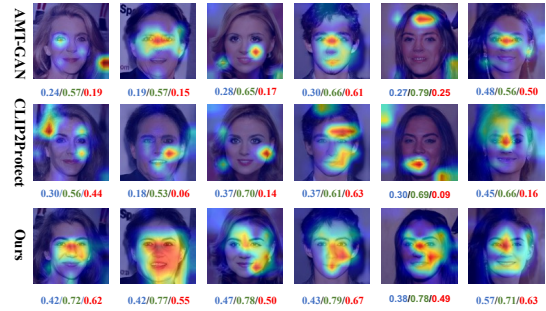 AMT-GAN
0.24/0.57/0.19 0.19/0.57/0.15 0.28/0.65/0.17 0.30/0.66/0.61 0.27/0.79/0.25 0.48/0.56/0.50
CLIP2Protect
0.30/0.56/0.44 0.18/0.53/0.06 0.37/0.70/0.14 0.37/0.61/0.63 0.30/0.69/0.09 0.45/0.66/0.16
Ours
0.42/0.72/0.62 0.42/0.77/0.55 0.47/0.78/0.50 0.43/0.79/0.67 0.38/0.78/0.49 0.57/0.71/0.63